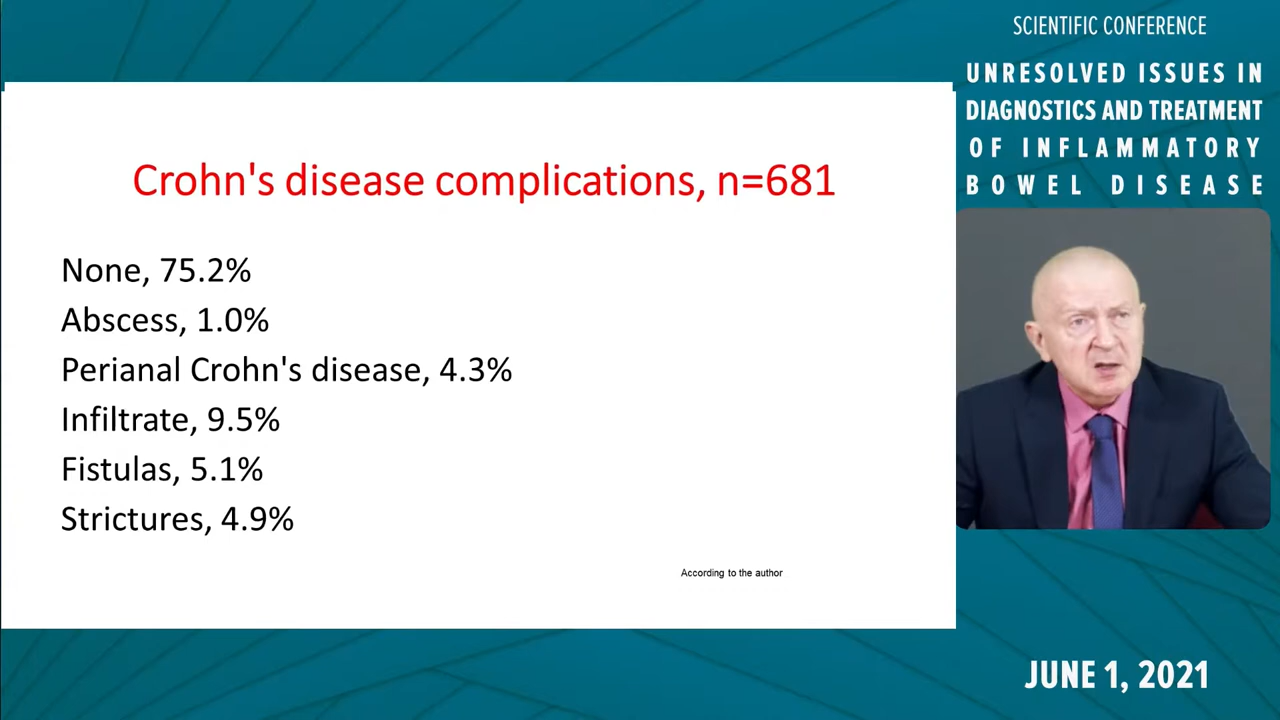 Crohn's disease complications, n=681
None, 75.2%
Abscess, 1.0%
Perianal Crohn's disease, 4.3%
Infiltrate, 9.5%
Fistulas, 5.1%
Strictures, 4.9%
According to the author
SCIENTIFIC CONFERENCE
UNRESOLVED ISSUES IN
DIAGNOSTICS AND TREATMENT
OF INFLAMMATORY
BOWEL DISEASE
JUNE 1, 2021